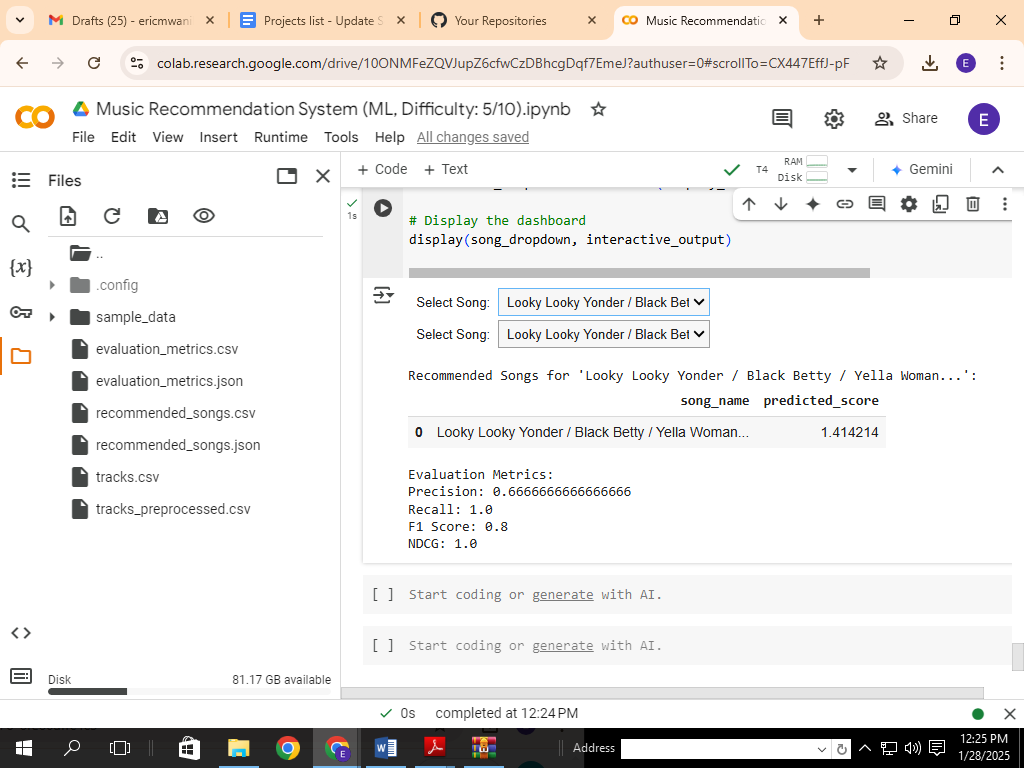 Drafts (25) - ericmwani
Projects list - Update S
Your Repositories
Music Recommendatio
colab.research.google.com/drive/10ONMFeZQVJupZ6cfwCzDBhcgDqf7EmeJ?authuser=0#scrollTo=CX447EffJ-pF
E
Music Recommendation System (ML, Difficulty: 5/10).ipynb
File Edit View Insert Runtime Tools Help All changes saved
Share
E
Files
+ Code + Text
T4
RAM
Disk
Gemini
..
.config
sample_data
evaluation_metrics.csv
evaluation_metrics.json
recommended_songs.csv
recommended_songs.json
tracks.csv
tracks_preprocessed.csv
{x}
Disk
81.17 GB available
1s
# Display the dashboard
display(song_dropdown, interactive_output)
Select Song: Looky Looky Yonder / Black Bet
Select Song: Looky Looky Yonder / Black Bet
Recommended Songs for 'Looky Looky Yonder / Black Betty / Yella Woman...':
song_name predicted_score
0 Looky Looky Yonder / Black Betty / Yella Woman... 1.414214
Evaluation Metrics:
Precision: 0.6666666666666666
Recall: 1.0
F1 Score: 0.8
NDCG: 1.0
[ ] Start coding or generate with AI.
[ ] Start coding or generate with AI.
0s completed at 12:24 PM
Address
12:25 PM
1/28/2025